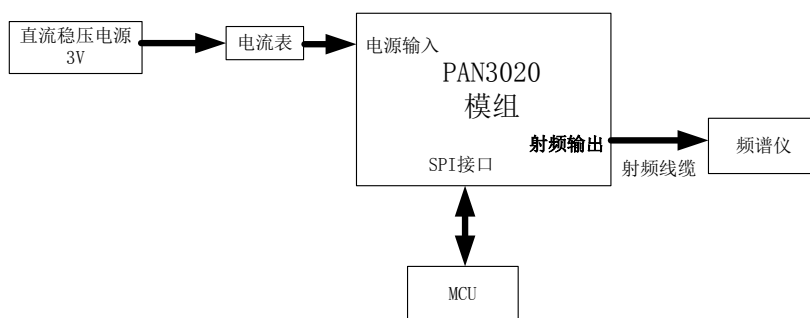 直流稳压电源
3V
电流表
电源输入
PAN3020
模组
射频输出
SPI接口
射频线缆
频谱仪
MCU